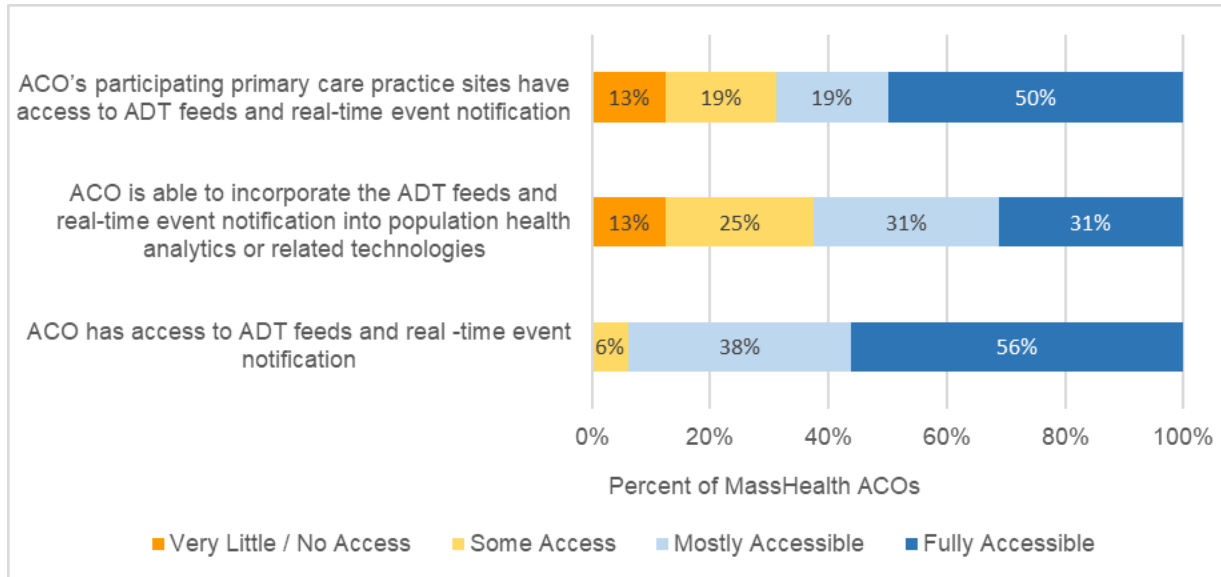 ACO’s participating primary care practice sites have
access to ADT feeds and real-time event notification
13% 19% 19% 50%
ACO is able to incorporate the ADT feeds and
real-time event notification into population health
analytics or related technologies
13% 25% 31% 31%
ACO has access to ADT feeds and real -time event
notification
6% 38% 56%
0% 20% 40% 60% 80% 100%
Percent of MassHealth ACOs
Very Little / No Access Some Access Mostly Accessible Fully Accessible